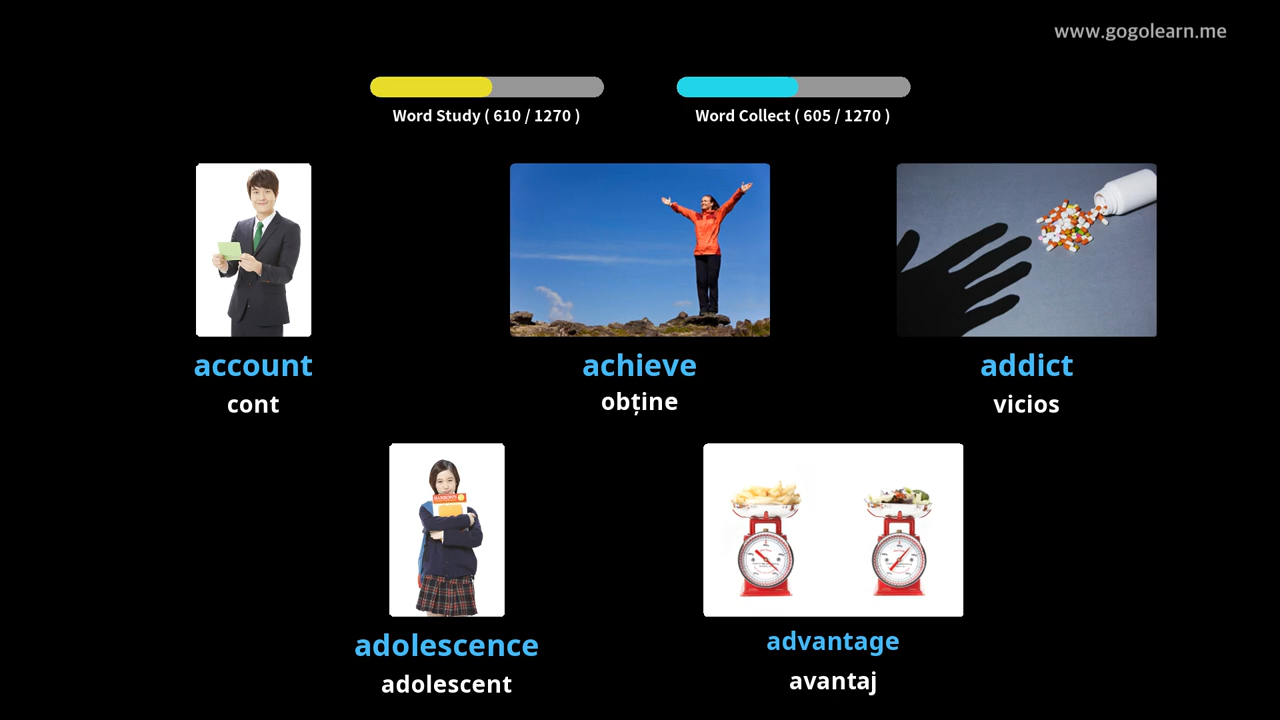 www.gogolearn.me
Word Study ( 610 / 1270 )
Word Collect ( 605 / 1270 )
account
cont
achieve
obține
addict
vicios
adolescence
adolescent
advantage
avantaj